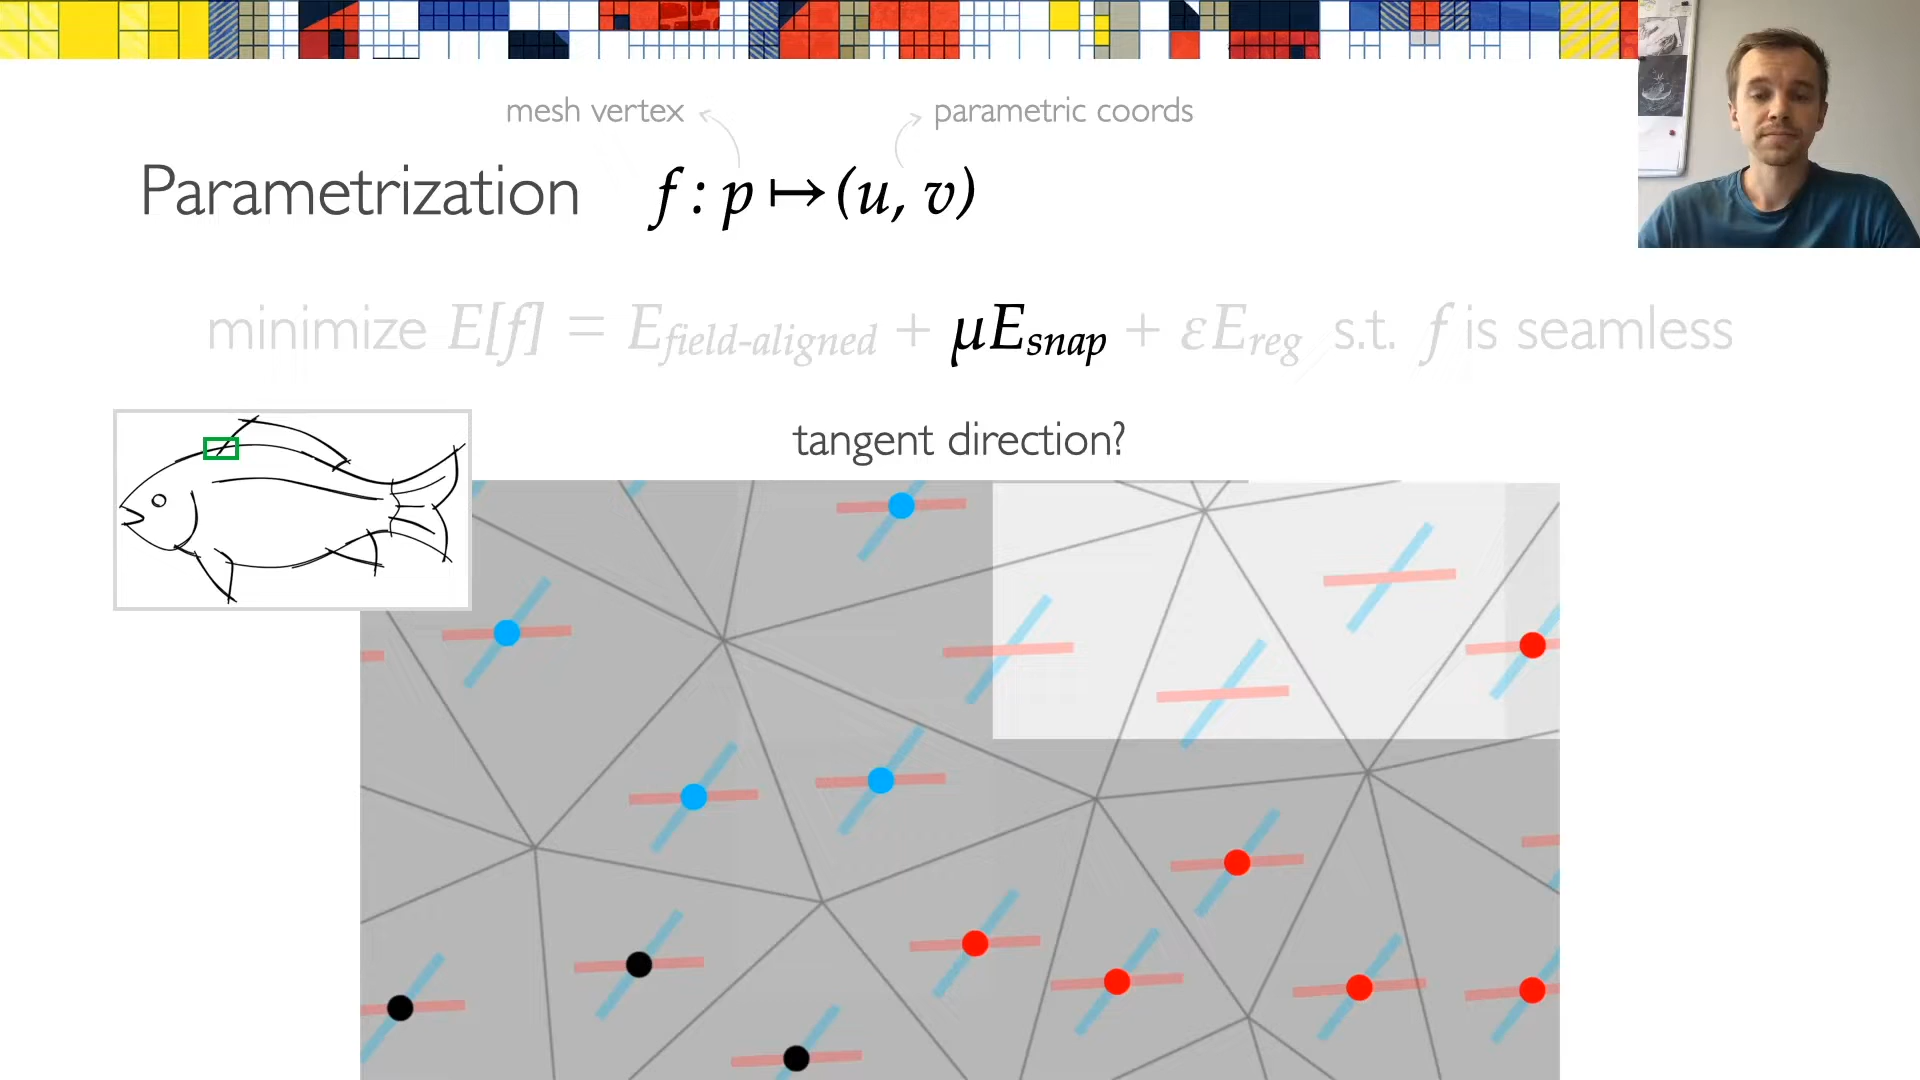 mesh vertex parametric coords
Parametrization f : p ↦ (u, v)
minimize E[f] = E_field-aligned + μE_snap + εE_reg s.t. f is seamless
tangent direction?